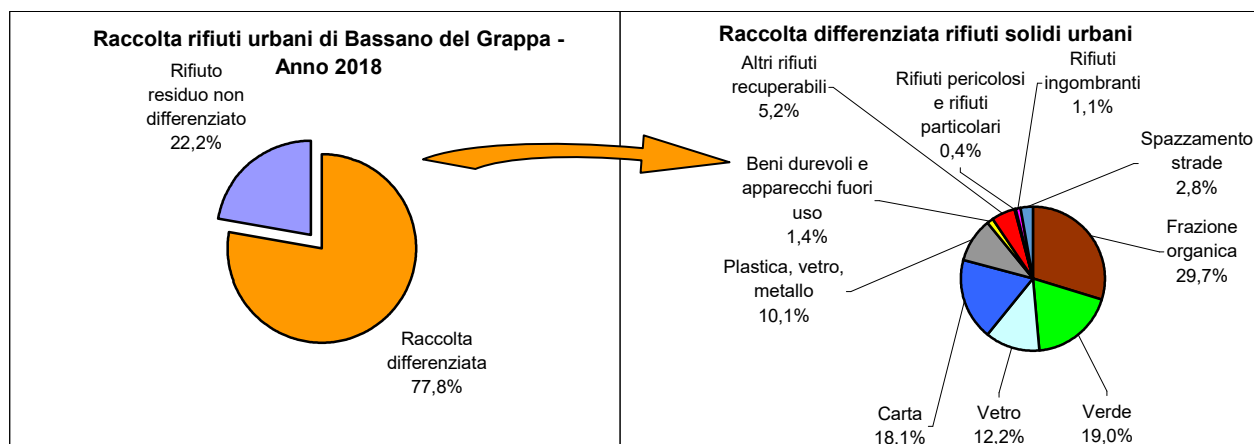 Raccolta rifiuti urbani di Bassano del Grappa -
Anno 2018
Rifiuto
residuo non
differenziato
22,2%
Raccolta
differenziata
77,8%
Raccolta differenziata rifiuti solidi urbani
Altri rifiuti
recuperabili
5,2%
Rifiuti pericolosi
e rifiuti
particolari
0,4%
Rifiuti
ingombranti
1,1%
Spazzamento
strade
2,8%
Beni durevoli e
apparecchi fuori
uso
1,4%
Frazione
organica
29,7%
Plastica, vetro,
metallo
10,1%
Carta
18,1%
Vetro
12,2%
Verde
19,0%